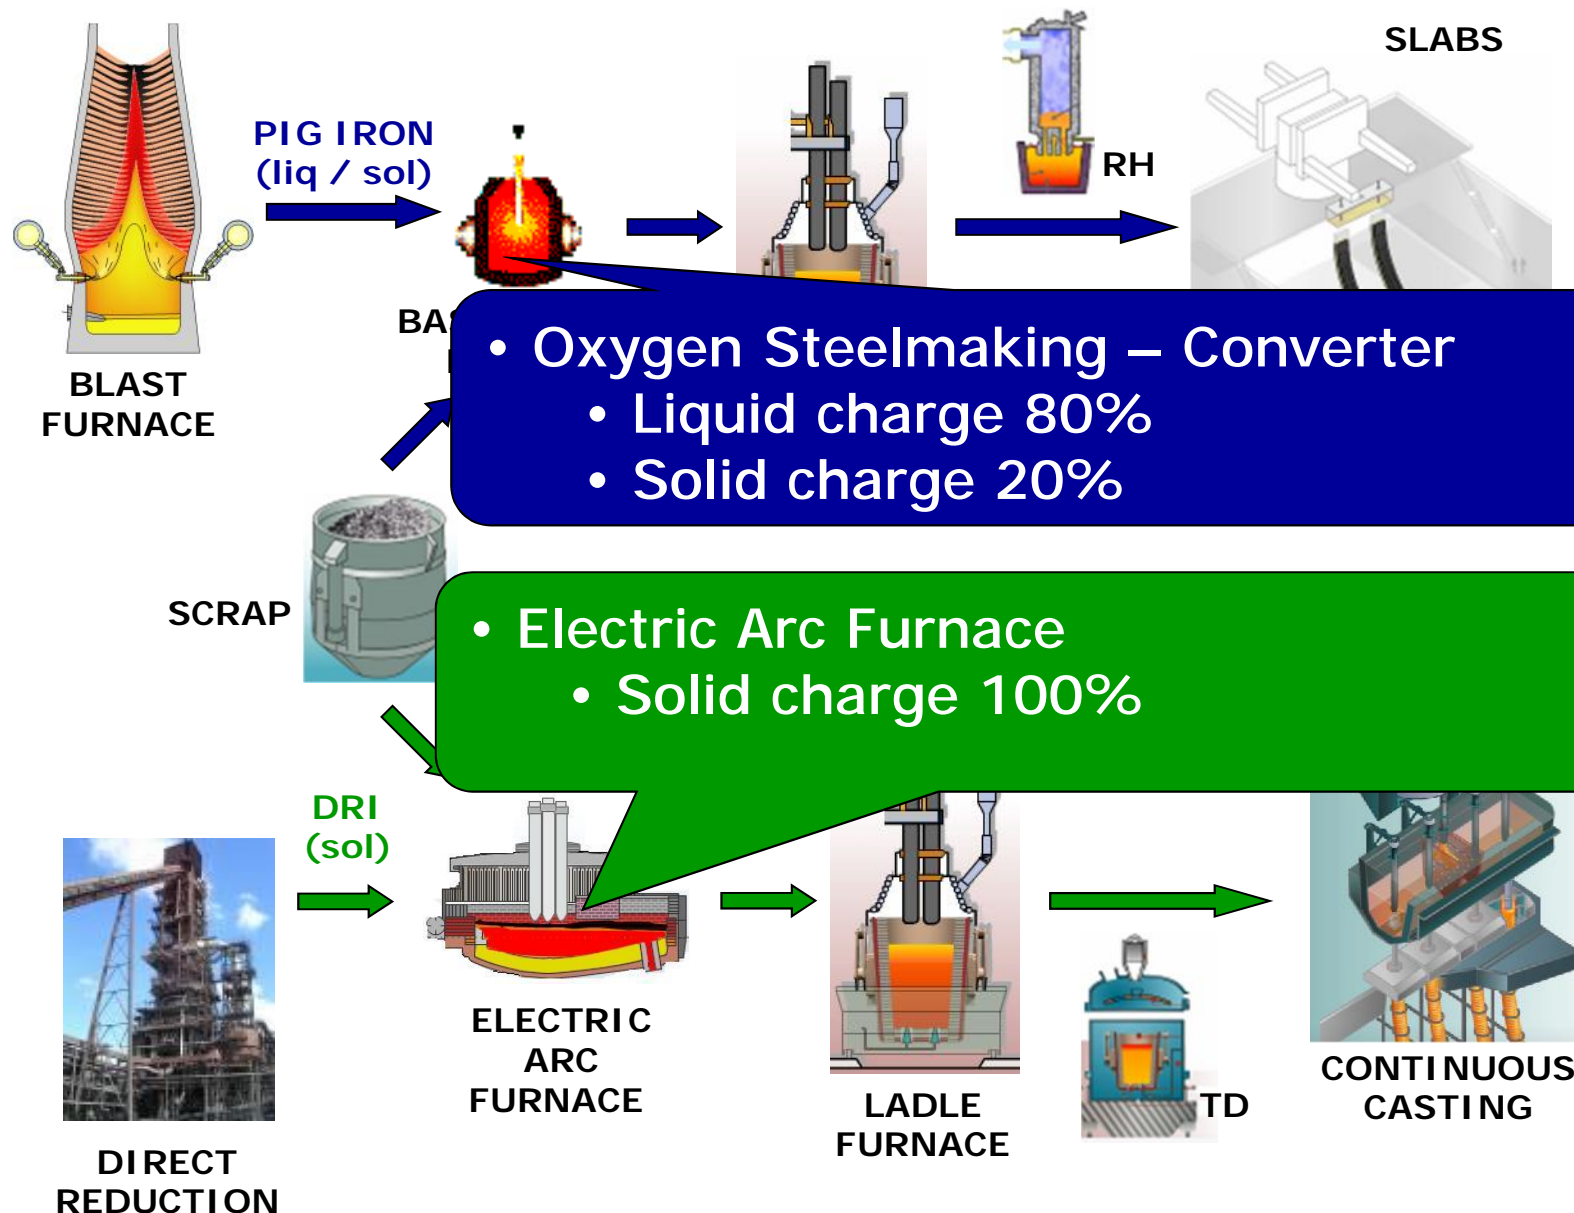 SLABS
PIG IRON
(liq / sol)
RH
BLAST
FURNACE
• Oxygen Steelmaking – Converter
• Liquid charge 80%
• Solid charge 20%
SCRAP
• Electric Arc Furnace
• Solid charge 100%
DRI
(sol)
ELECTRIC
ARC
FURNACE
LADLE
FURNACE
TD
CONTINUOUS
CASTING
DIRECT
REDUCTION